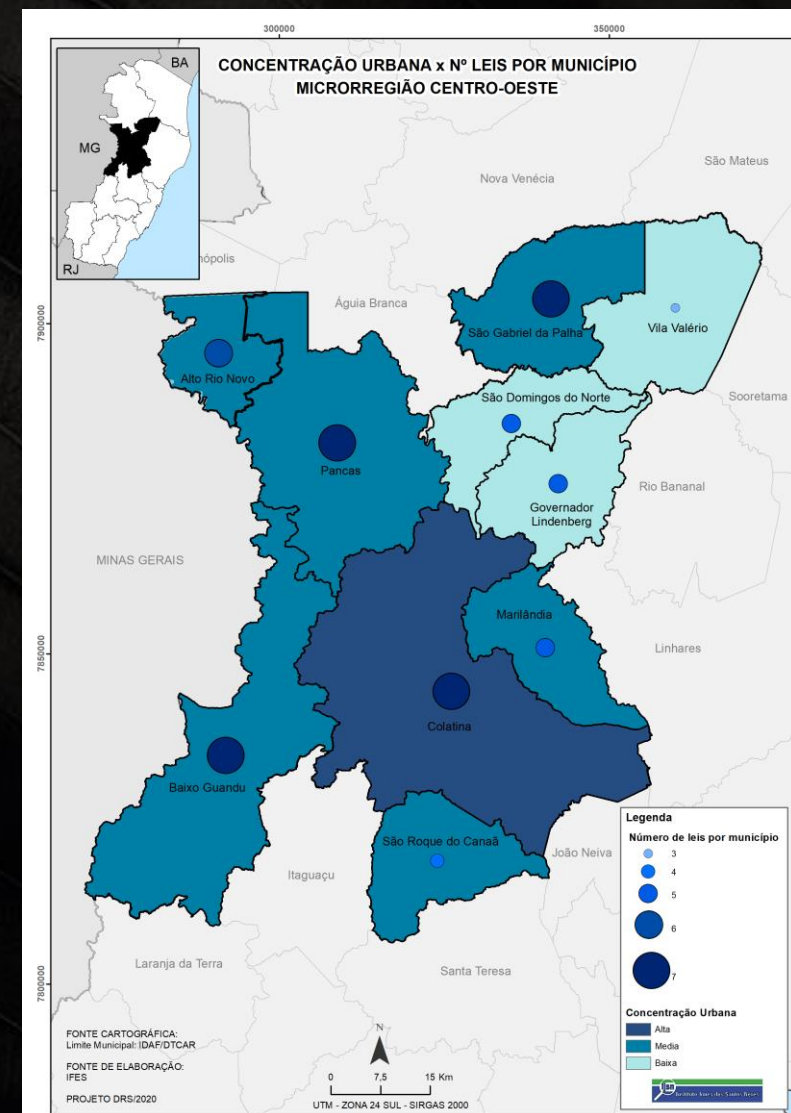 300000
350000
CONCENTRAÇÃO URBANA x Nº LEIS POR MUNICÍPIO
MICRORREGIÃO CENTRO-OESTE
BA
MG
RJ
São Mateus
Nova Venécia
nópolis
Águia Branca
7900000
São Gabriel da Palha
Vila Valério
Alto Rio Novo
São Domingos do Norte
Sooretama
Pancas
Rio Bananal
Governador
Lindenberg
MINAS GERAIS
Marilândia
7850000
Linhares
Colatina
Baixo Guandu
São Roque do Canaã
João Neiva
Itaguaçu
Laranja da Terra
Santa Teresa
7800000
Legenda
Número de leis por município
3
4
5
6
7
Concentração Urbana
Alta
Media
Baixa
FONTE CARTOGRÁFICA:
Limite Municipal: IDAF/DTCAR
FONTE DE ELABORAÇÃO:
IFES
PROJETO DRS/2020
N
0 7,5 15 Km
UTM - ZONA 24 SUL - SIRGAS 2000
Instituto Jones dos Santos Neves